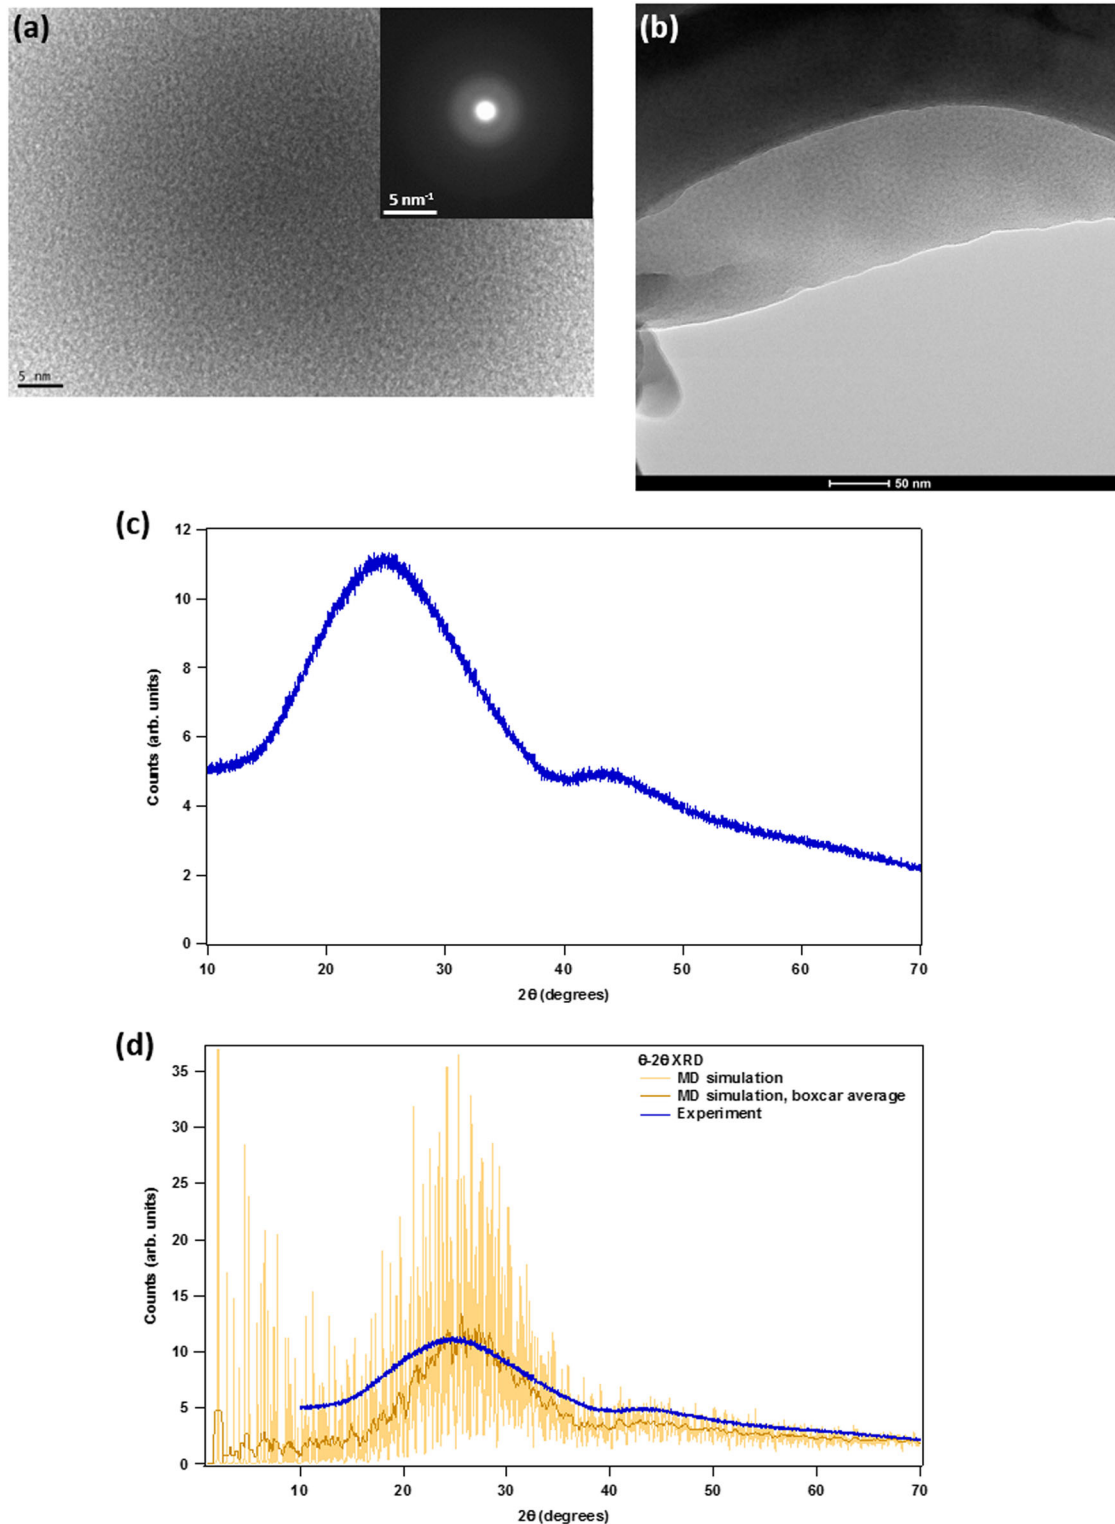 (a)
5 nm⁻¹
5 nm
(b)
50 nm
(c)
12
10
8
6
4
2
0
Counts (arb. units)
10 20 30 40 50 60 70
2θ (degrees)
(d)
35
30
25
20
15
10
5
0
Counts (arb. units)
θ-2θ XRD
MD simulation
MD simulation, boxcar average
Experiment
10 20 30 40 50 60 70
2θ (degrees)